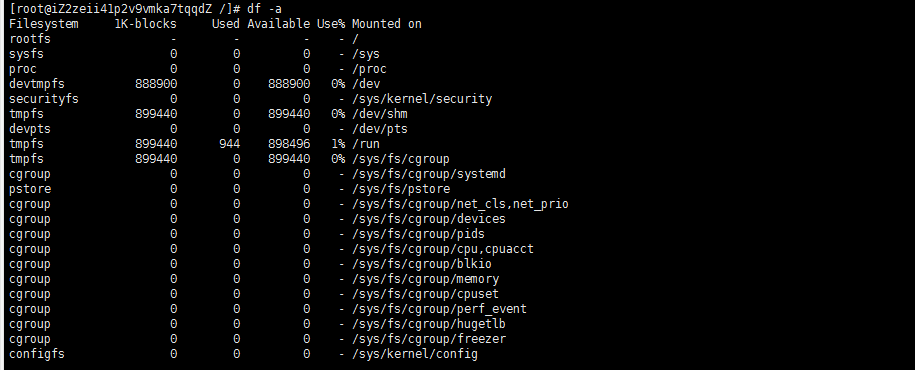 [root@iZ2zeii41p2v9vmka7tqqdZ /]# df -a
Filesystem     1K-blocks     Used Available Use% Mounted on
rootfs                 -        -         -    - /
sysfs                  0        0         0    - /sys
proc                   0        0         0    - /proc
devtmpfs          888900        0    888900   0% /dev
securityfs             0        0         0    - /sys/kernel/security
tmpfs             899440        0    899440   0% /dev/shm
devpts                 0        0         0    - /dev/pts
tmpfs             899440      944    898496   1% /run
tmpfs             899440        0    899440   0% /sys/fs/cgroup
cgroup                 0        0         0    - /sys/fs/cgroup/systemd
pstore                 0        0         0    - /sys/fs/pstore
cgroup                 0        0         0    - /sys/fs/cgroup/net_cls,net_prio
cgroup                 0        0         0    - /sys/fs/cgroup/devices
cgroup                 0        0         0    - /sys/fs/cgroup/pids
cgroup                 0        0         0    - /sys/fs/cgroup/cpu,cpuacct
cgroup                 0        0         0    - /sys/fs/cgroup/blkio
cgroup                 0        0         0    - /sys/fs/cgroup/memory
cgroup                 0        0         0    - /sys/fs/cgroup/cpuset
cgroup                 0        0         0    - /sys/fs/cgroup/perf_event
cgroup                 0        0         0    - /sys/fs/cgroup/hugetlb
cgroup                 0        0         0    - /sys/fs/cgroup/freezer
configfs               0        0         0    - /sys/kernel/config